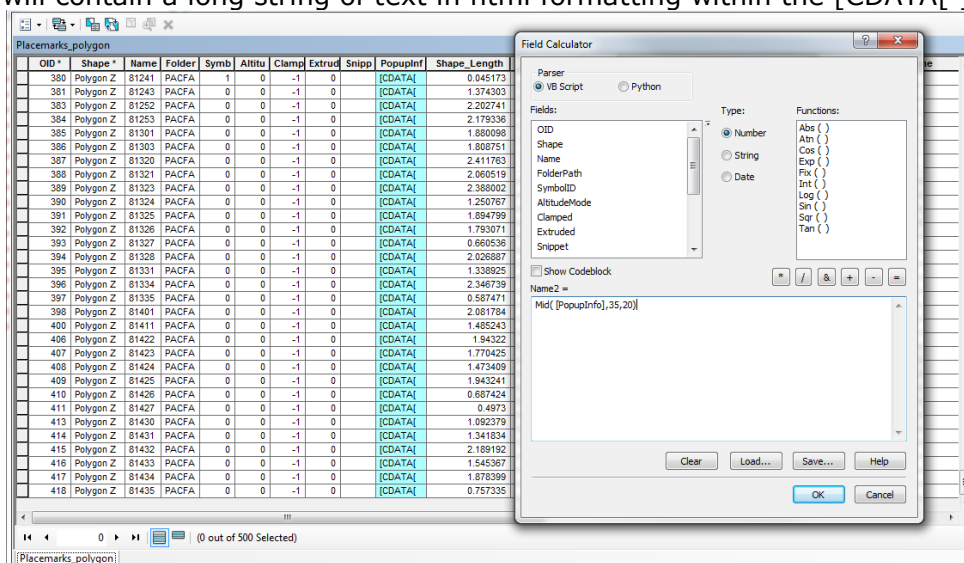 will contain a long string of text in html formatting within the [CDATA[
Placemarks_polygon
OID * Shape * Name Folder Symb Altitu Clamp Extrud Snipp PopupInf Shape_Length
380 Polygon Z 81241 PACFA 1 0 -1 0 [CDATA[ 0.045173
381 Polygon Z 81243 PACFA 0 0 -1 0 [CDATA[ 1.374303
383 Polygon Z 81252 PACFA 0 0 -1 0 [CDATA[ 2.202741
384 Polygon Z 81253 PACFA 0 0 -1 0 [CDATA[ 2.179336
385 Polygon Z 81301 PACFA 0 0 -1 0 [CDATA[ 1.880098
386 Polygon Z 81303 PACFA 0 0 -1 0 [CDATA[ 1.808751
387 Polygon Z 81320 PACFA 0 0 -1 0 [CDATA[ 2.411763
388 Polygon Z 81321 PACFA 0 0 -1 0 [CDATA[ 2.060519
389 Polygon Z 81323 PACFA 0 0 -1 0 [CDATA[ 2.388002
390 Polygon Z 81324 PACFA 0 0 -1 0 [CDATA[ 1.250767
391 Polygon Z 81325 PACFA 0 0 -1 0 [CDATA[ 1.894799
392 Polygon Z 81326 PACFA 0 0 -1 0 [CDATA[ 1.793071
393 Polygon Z 81327 PACFA 0 0 -1 0 [CDATA[ 0.660536
394 Polygon Z 81328 PACFA 0 0 -1 0 [CDATA[ 2.026887
395 Polygon Z 81331 PACFA 0 0 -1 0 [CDATA[ 1.338925
396 Polygon Z 81334 PACFA 0 0 -1 0 [CDATA[ 2.346739
397 Polygon Z 81335 PACFA 0 0 -1 0 [CDATA[ 0.587471
398 Polygon Z 81401 PACFA 0 0 -1 0 [CDATA[ 2.081784
400 Polygon Z 81411 PACFA 0 0 -1 0 [CDATA[ 1.485243
406 Polygon Z 81422 PACFA 0 0 -1 0 [CDATA[ 1.94322
407 Polygon Z 81423 PACFA 0 0 -1 0 [CDATA[ 1.770425
408 Polygon Z 81424 PACFA 0 0 -1 0 [CDATA[ 1.473409
409 Polygon Z 81425 PACFA 0 0 -1 0 [CDATA[ 1.943241
410 Polygon Z 81426 PACFA 0 0 -1 0 [CDATA[ 0.687424
411 Polygon Z 81427 PACFA 0 0 -1 0 [CDATA[ 0.4973
413 Polygon Z 81430 PACFA 0 0 -1 0 [CDATA[ 1.092379
414 Polygon Z 81431 PACFA 0 0 -1 0 [CDATA[ 1.341834
415 Polygon Z 81432 PACFA 0 0 -1 0 [CDATA[ 2.189192
416 Polygon Z 81433 PACFA 0 0 -1 0 [CDATA[ 1.545367
417 Polygon Z 81434 PACFA 0 0 -1 0 [CDATA[ 1.878399
418 Polygon Z 81435 PACFA 0 0 -1 0 [CDATA[ 0.757335
0 (0 out of 500 Selected)
Placemarks_polygon
Field Calculator
Parser
VB Script Python
Fields: Type: Functions:
OID
Shape
Name
FolderPath
SymbolID
AltitudeMode
Clamped
Extruded
Snippet
Number
String
Date
Abs ( )
Atn ( )
Cos ( )
Exp ( )
Fix ( )
Int ( )
Log ( )
Sin ( )
Sqr ( )
Tan ( )
Show Codeblock
* / & + - =
Name2 =
Mid( [PopupInfo],35,20)
Clear Load... Save... Help
OK Cancel